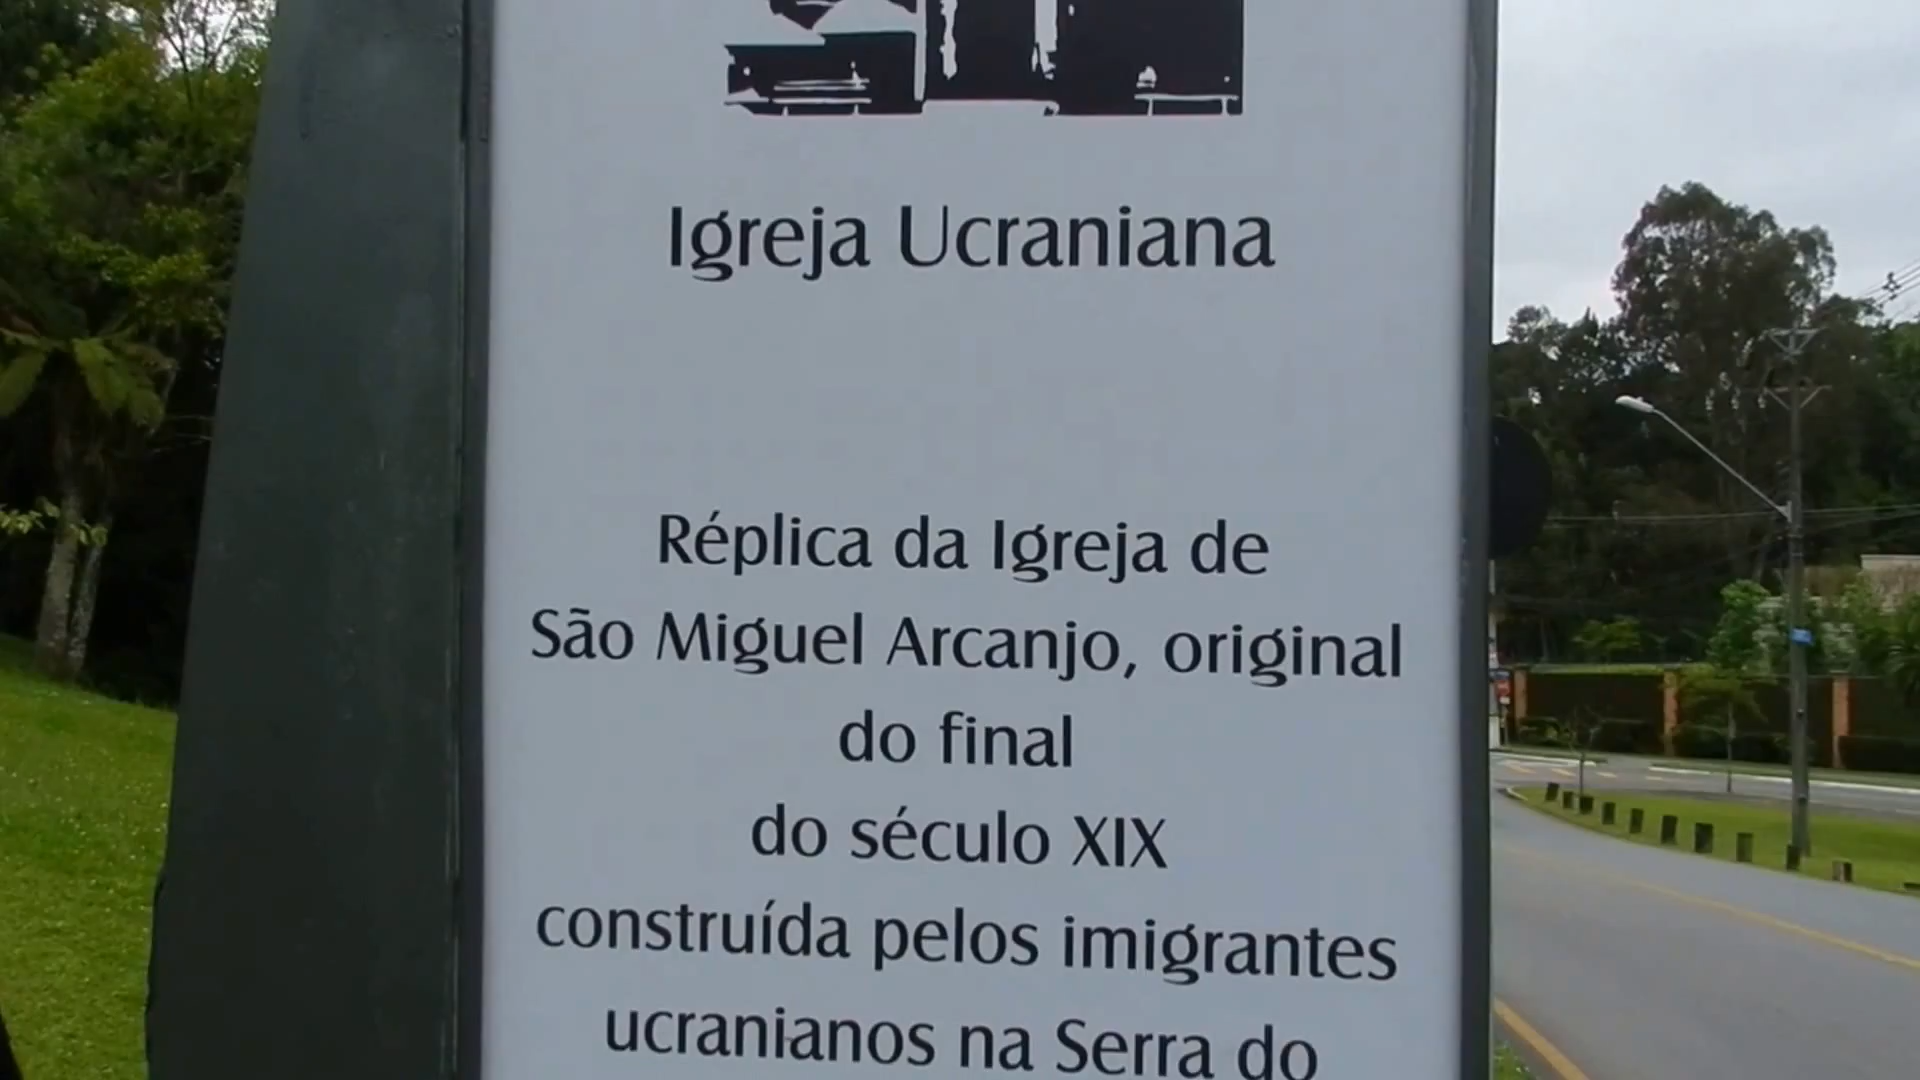 Igreja Ucraniana
Réplica da Igreja de
São Miguel Arcanjo, original
do final
do século XIX
construída pelos imigrantes
ucranianos na Serra do